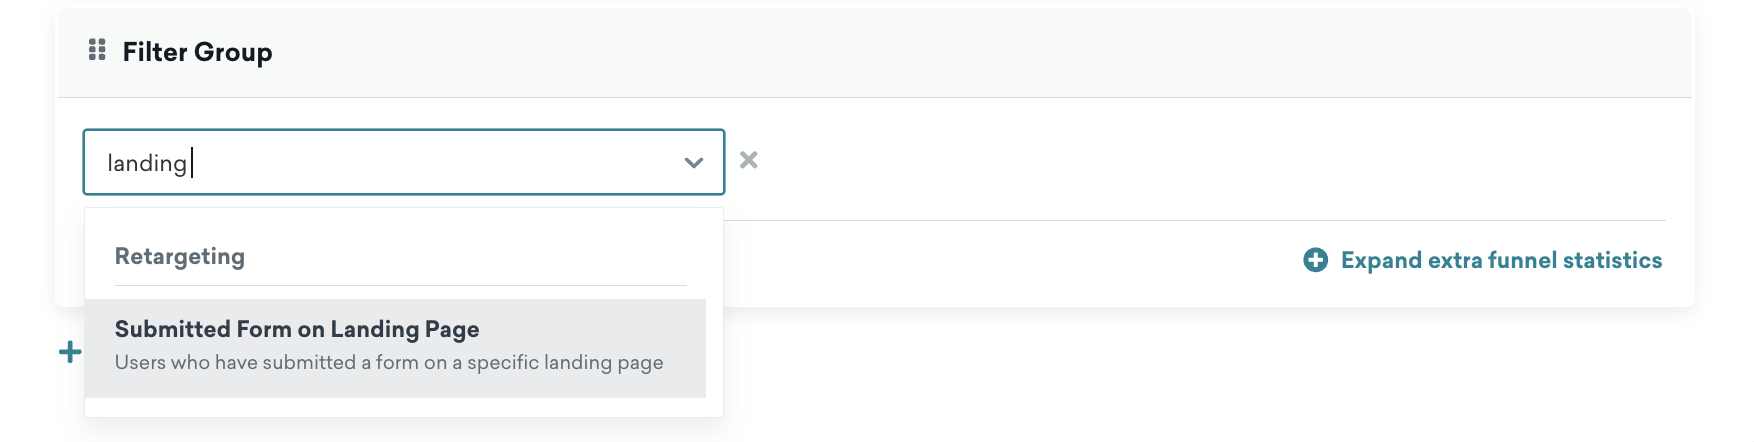 Filter Group
landing
Retargeting
Expand extra funnel statistics
Submitted Form on Landing Page
Users who have submitted a form on a specific landing page